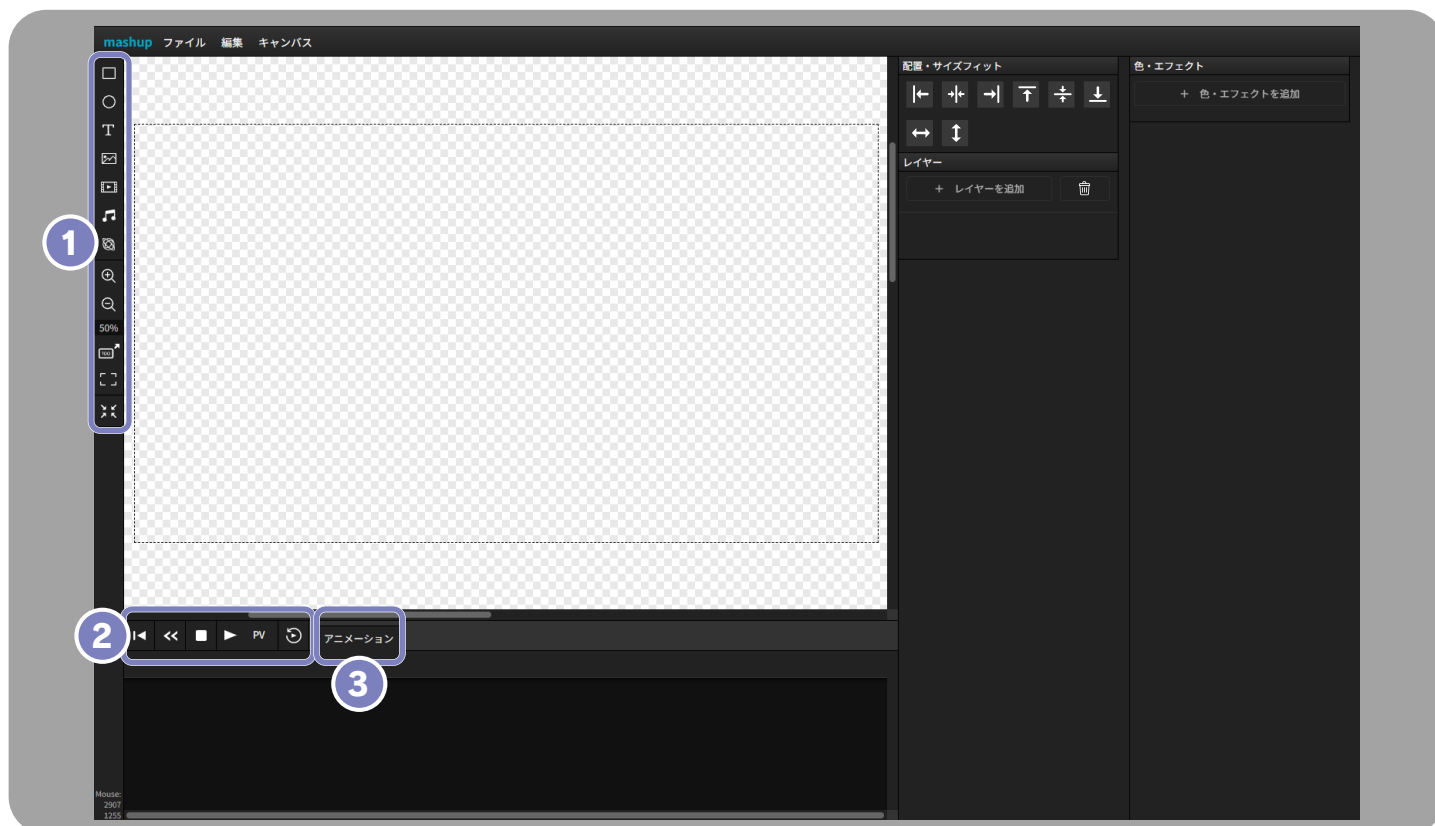 mashup ファイル 編集 キャンバス
配置・サイズフィット
色・エフェクト
+ 色・エフェクトを追加
T
レイヤー
+ レイヤーを追加
1
50%
100
2
PV
アニメーション
3
Mouse:
2907
1255